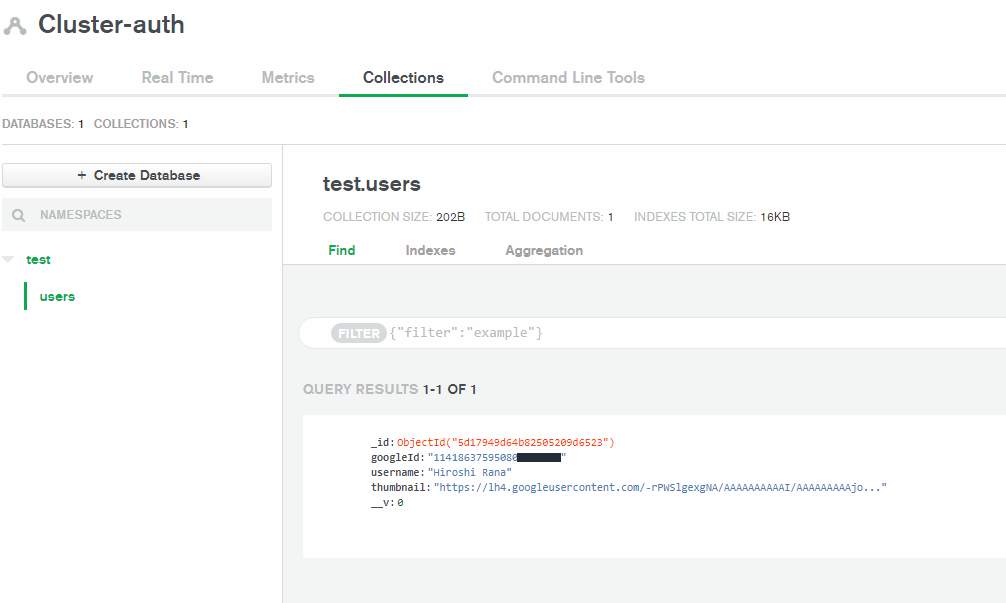 Cluster-auth
Overview Real Time Metrics Collections Command Line Tools
DATABASES: 1 COLLECTIONS: 1
+ Create Database
NAMESPACES
test
users
test.users
COLLECTION SIZE: 202B TOTAL DOCUMENTS: 1 INDEXES TOTAL SIZE: 16KB
Find Indexes Aggregation
FILTER {"filter":"example"}
QUERY RESULTS 1-1 OF 1
_id: ObjectId("5d17949d64b82505209d6523")
googleId: "11418637595080"
username: "Hiroshi Rana"
thumbnail: "https://lh4.googleusercontent.com/-rPWSlgexgNA/AAAAAAAAAAI/AAAAAAAAAjo..."
__v: 0